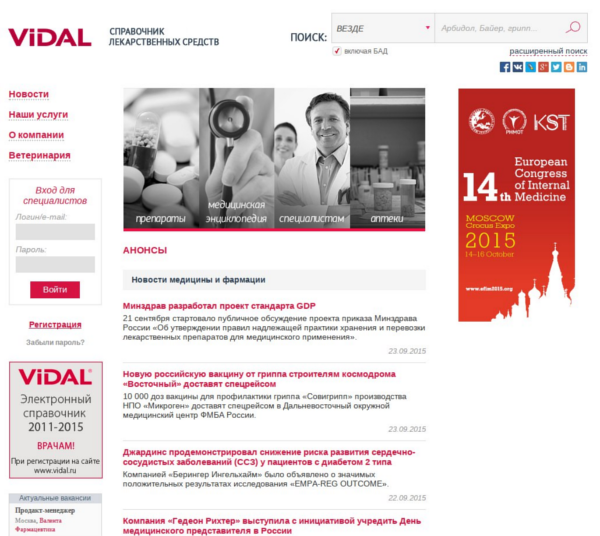 ViDAL
СПРАВОЧНИК
ЛЕКАРСТВЕННЫХ СРЕДСТВ
ПОИСК:
ВЕЗДЕ
Арбидол, Байер, грипп...
включая БАД
расширенный поиск
Новости
Наши услуги
О компании
Ветеринария
Вход для
специалистов
Логин/e-mail:
Пароль:
Войти
Регистрация
Забыли пароль?
ViDAL®
Электронный
справочник
2011-2015
ВРАЧАМ!
При регистрации на сайте
www.vidal.ru
Актуальные вакансии
Продакт-менеджер
Москва, Валента
Фармацевтика
препараты
медицинская
энциклопедия
специалистам
аптеки
АНОНСЫ
Новости медицины и фармации
Минздрав разработал проект стандарта GDP
21 сентября стартовало публичное обсуждение проекта приказа Минздрава
России «Об утверждении правил надлежащей практики хранения и перевозки
лекарственных препаратов для медицинского применения».
23.09.2015
Новую российскую вакцину от гриппа строителям космодрома
«Восточный» доставят спецрейсом
10 000 доз вакцины для профилактики гриппа «Совигрипп» производства
НПО «Микроген» доставят спецрейсом в Дальневосточный окружной
медицинский центр ФМБА России.
23.09.2015
Джардинс продемонстрировал снижение риска развития сердечно-
сосудистых заболеваний (ССЗ) у пациентов с диабетом 2 типа
Компанией «Берингер Ингельхайм» было объявлено о значимых
положительных результатах исследования «EMPA-REG OUTCOME».
22.09.2015
Компания «Гедеон Рихтер» выступила с инициативой учредить День
медицинского представителя в России
РНМОТ
KST
14th
European
Congress
of Internal
Medicine
MOSCOW
Crocus Expo
2015
14-16 October
www.efim2015.org